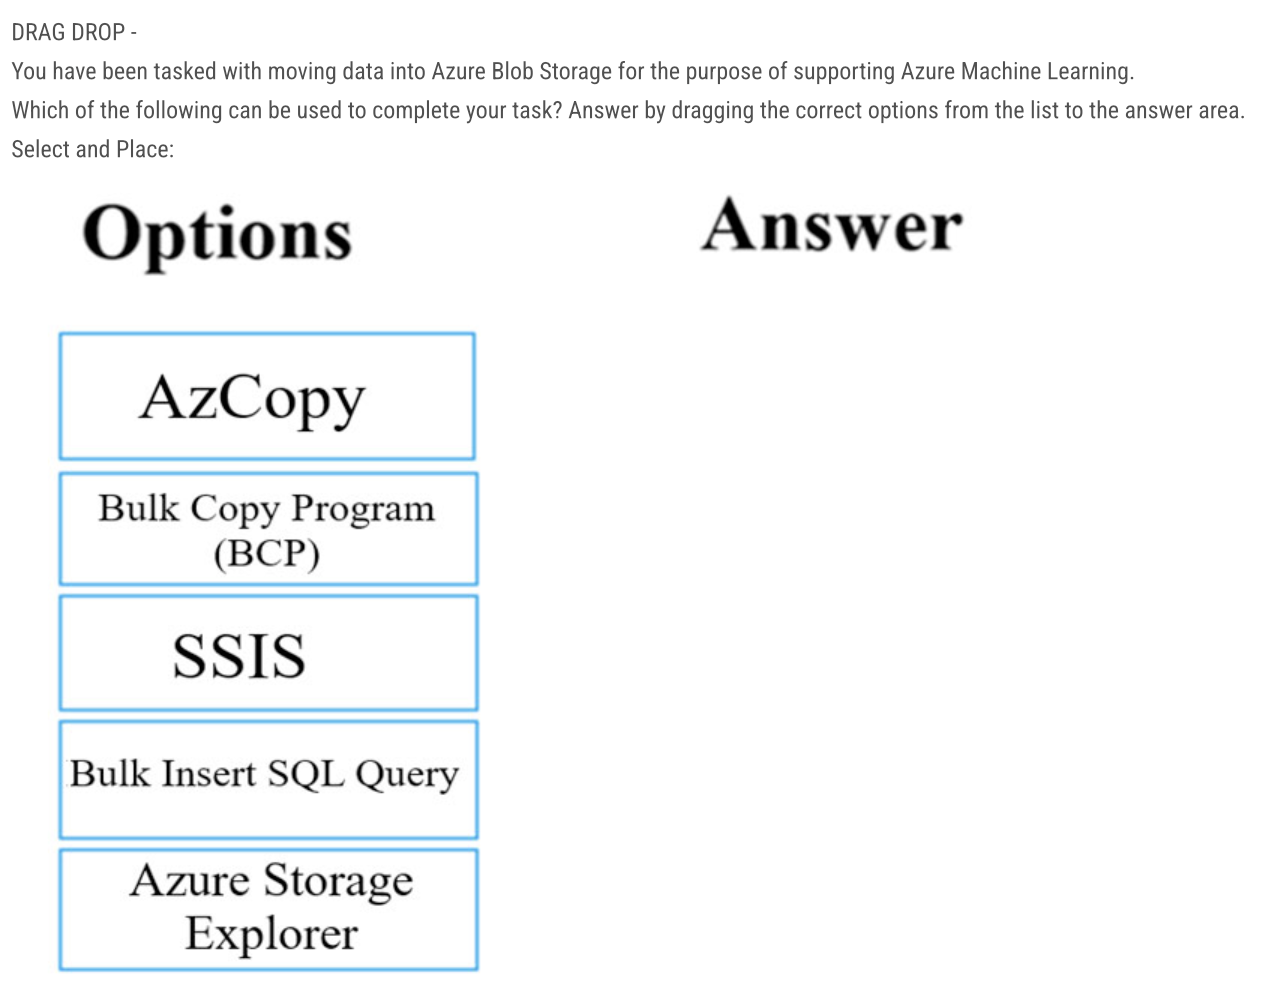 DRAG DROP -
You have been tasked with moving data into Azure Blob Storage for the purpose of supporting Azure Machine Learning.
Which of the following can be used to complete your task? Answer by dragging the correct options from the list to the answer area.
Select and Place:
Options
Answer
AzCopy
Bulk Copy Program
(BCP)
SSIS
Bulk Insert SQL Query
Azure Storage
Explorer